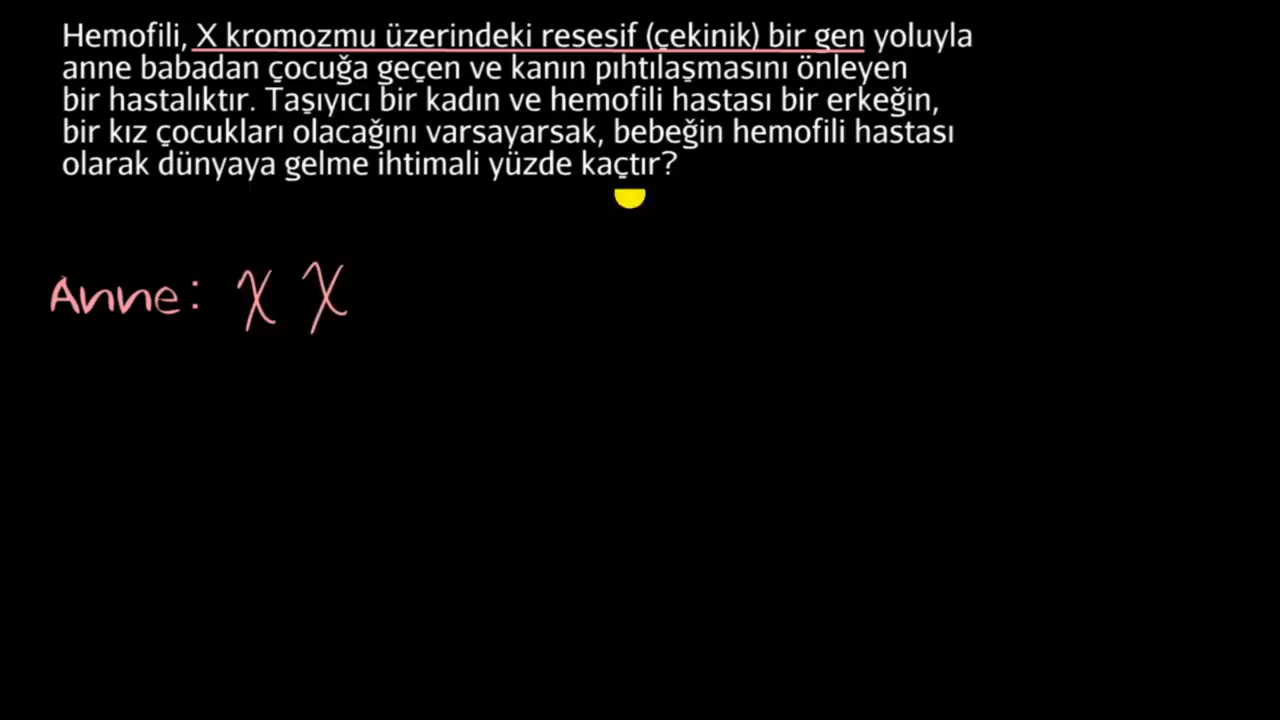 Hemofili, X kromozmu üzerindeki resesif (çekinik) bir gen yoluyla
anne babadan çocuğa geçen ve kanın pıhtılaşmasını önleyen
bir hastalıktır. Taşıyıcı bir kadın ve hemofili hastası bir erkeğin,
bir kız çocukları olacağını varsayarsak, bebeğin hemofili hastası
olarak dünyaya gelme ihtimali yüzde kaçtır?
Anne: X X